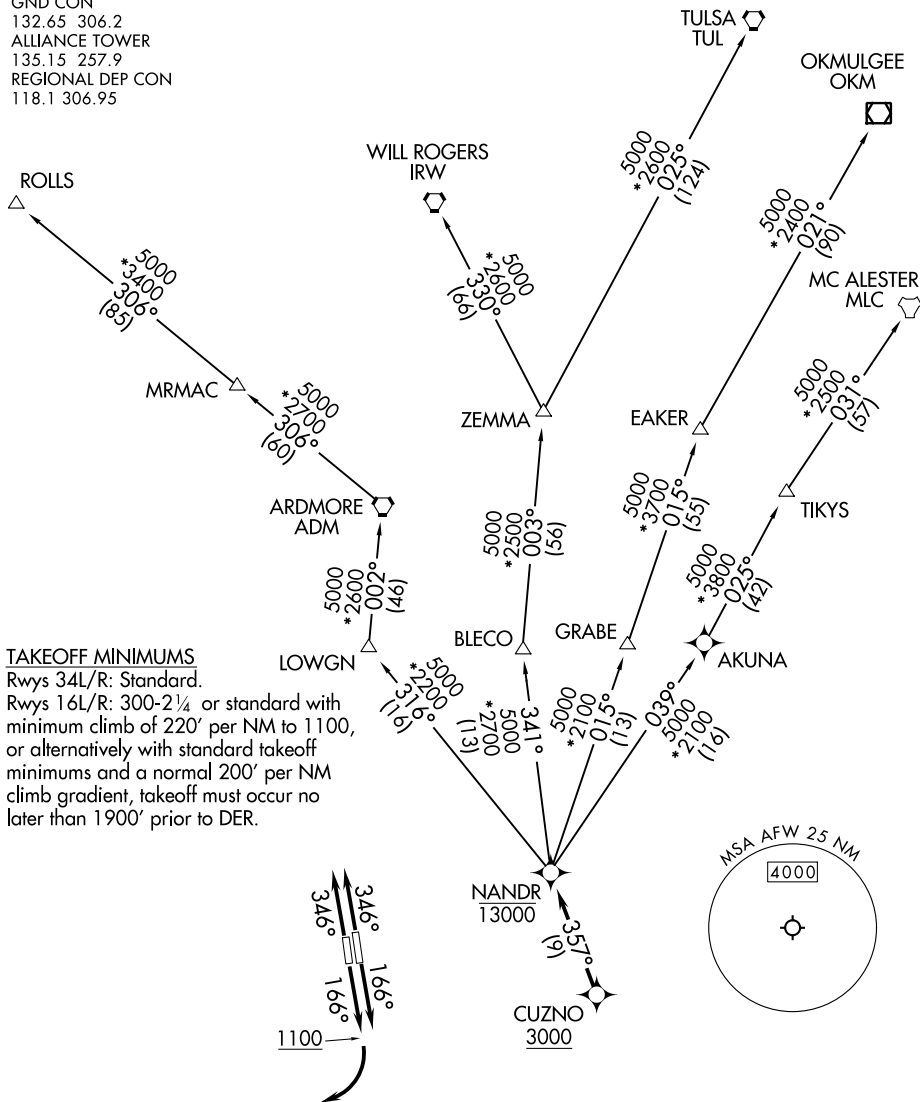 GND CON
132.65 306.2
ALLIANCE TOWER
135.15 257.9
REGIONAL DEP CON
118.1 306.95
TULSA
TUL
OKMULGEE
OKM
WILL ROGERS
IRW
ROLLS
5000
*2600
025°
(124)
5000
*2400
021°
(90)
MC ALESTER
MLC
5000
*3400
306°
(85)
5000
*2600
330°
(66)
MRMAC
5000
*2700
306°
(60)
ZEMMA
EAKER
5000
*2500
031°
(57)
ARDMORE
ADM
TIKYS
5000
*2500
003°
(56)
5000
*3700
015°
(55)
5000
*3800
025°
(42)
5000
*2600
002°
(46)
LOWGN
BLECO
GRABE
AKUNA
5000
*2200
316°
(16)
341°
5000
*2700
(13)
5000
*2100
015°
(13)
039°
5000
*2100
(16)
TAKEOFF MINIMUMS
Rwys 34L/R: Standard.
Rwys 16L/R: 300-2¼ or standard with
minimum climb of 220' per NM to 1100,
or alternatively with standard takeoff
minimums and a normal 200' per NM
climb gradient, takeoff must occur no
later than 1900' prior to DER.
NANDR
13000
357°
(9)
CUZNO
3000
MSA AFW 25 NM
4000
346°
346°
166°
166°
1100